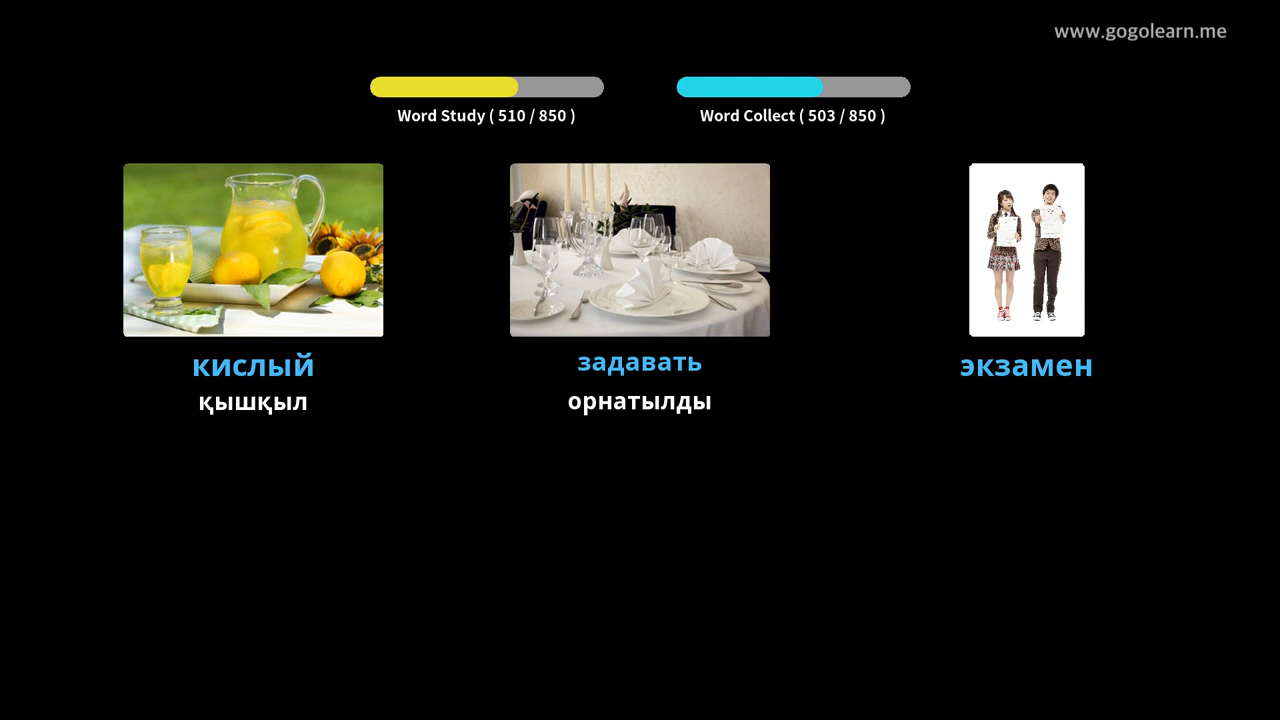 www.gogolearn.me
Word Study ( 510 / 850 )
Word Collect ( 503 / 850 )
кислый
қышқыл
задавать
орнатылды
экзамен